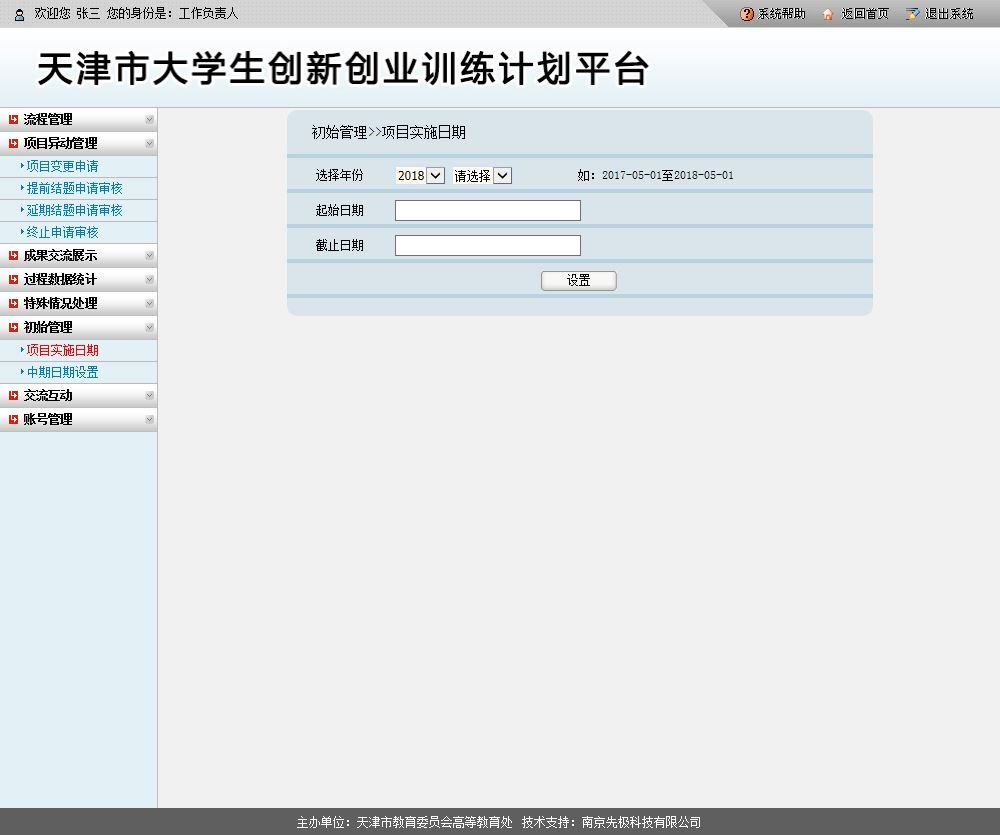 欢迎您 张三 您的身份是：工作负责人 系统帮助 返回首页 退出系统
天津市大学生创新创业训练计划平台
流程管理
项目异动管理
项目变更申请
提前结题申请审核
延期结题申请审核
终止申请审核
成果交流展示
过程数据统计
特殊情况处理
初始管理
项目实施日期
中期日期设置
交流互动
账号管理
初始管理>>项目实施日期
选择年份 2018 请选择 如：2017-05-01至2018-05-01
起始日期
截止日期
设置
主办单位：天津市教育委员会高等教育处 技术支持：南京先极科技有限公司